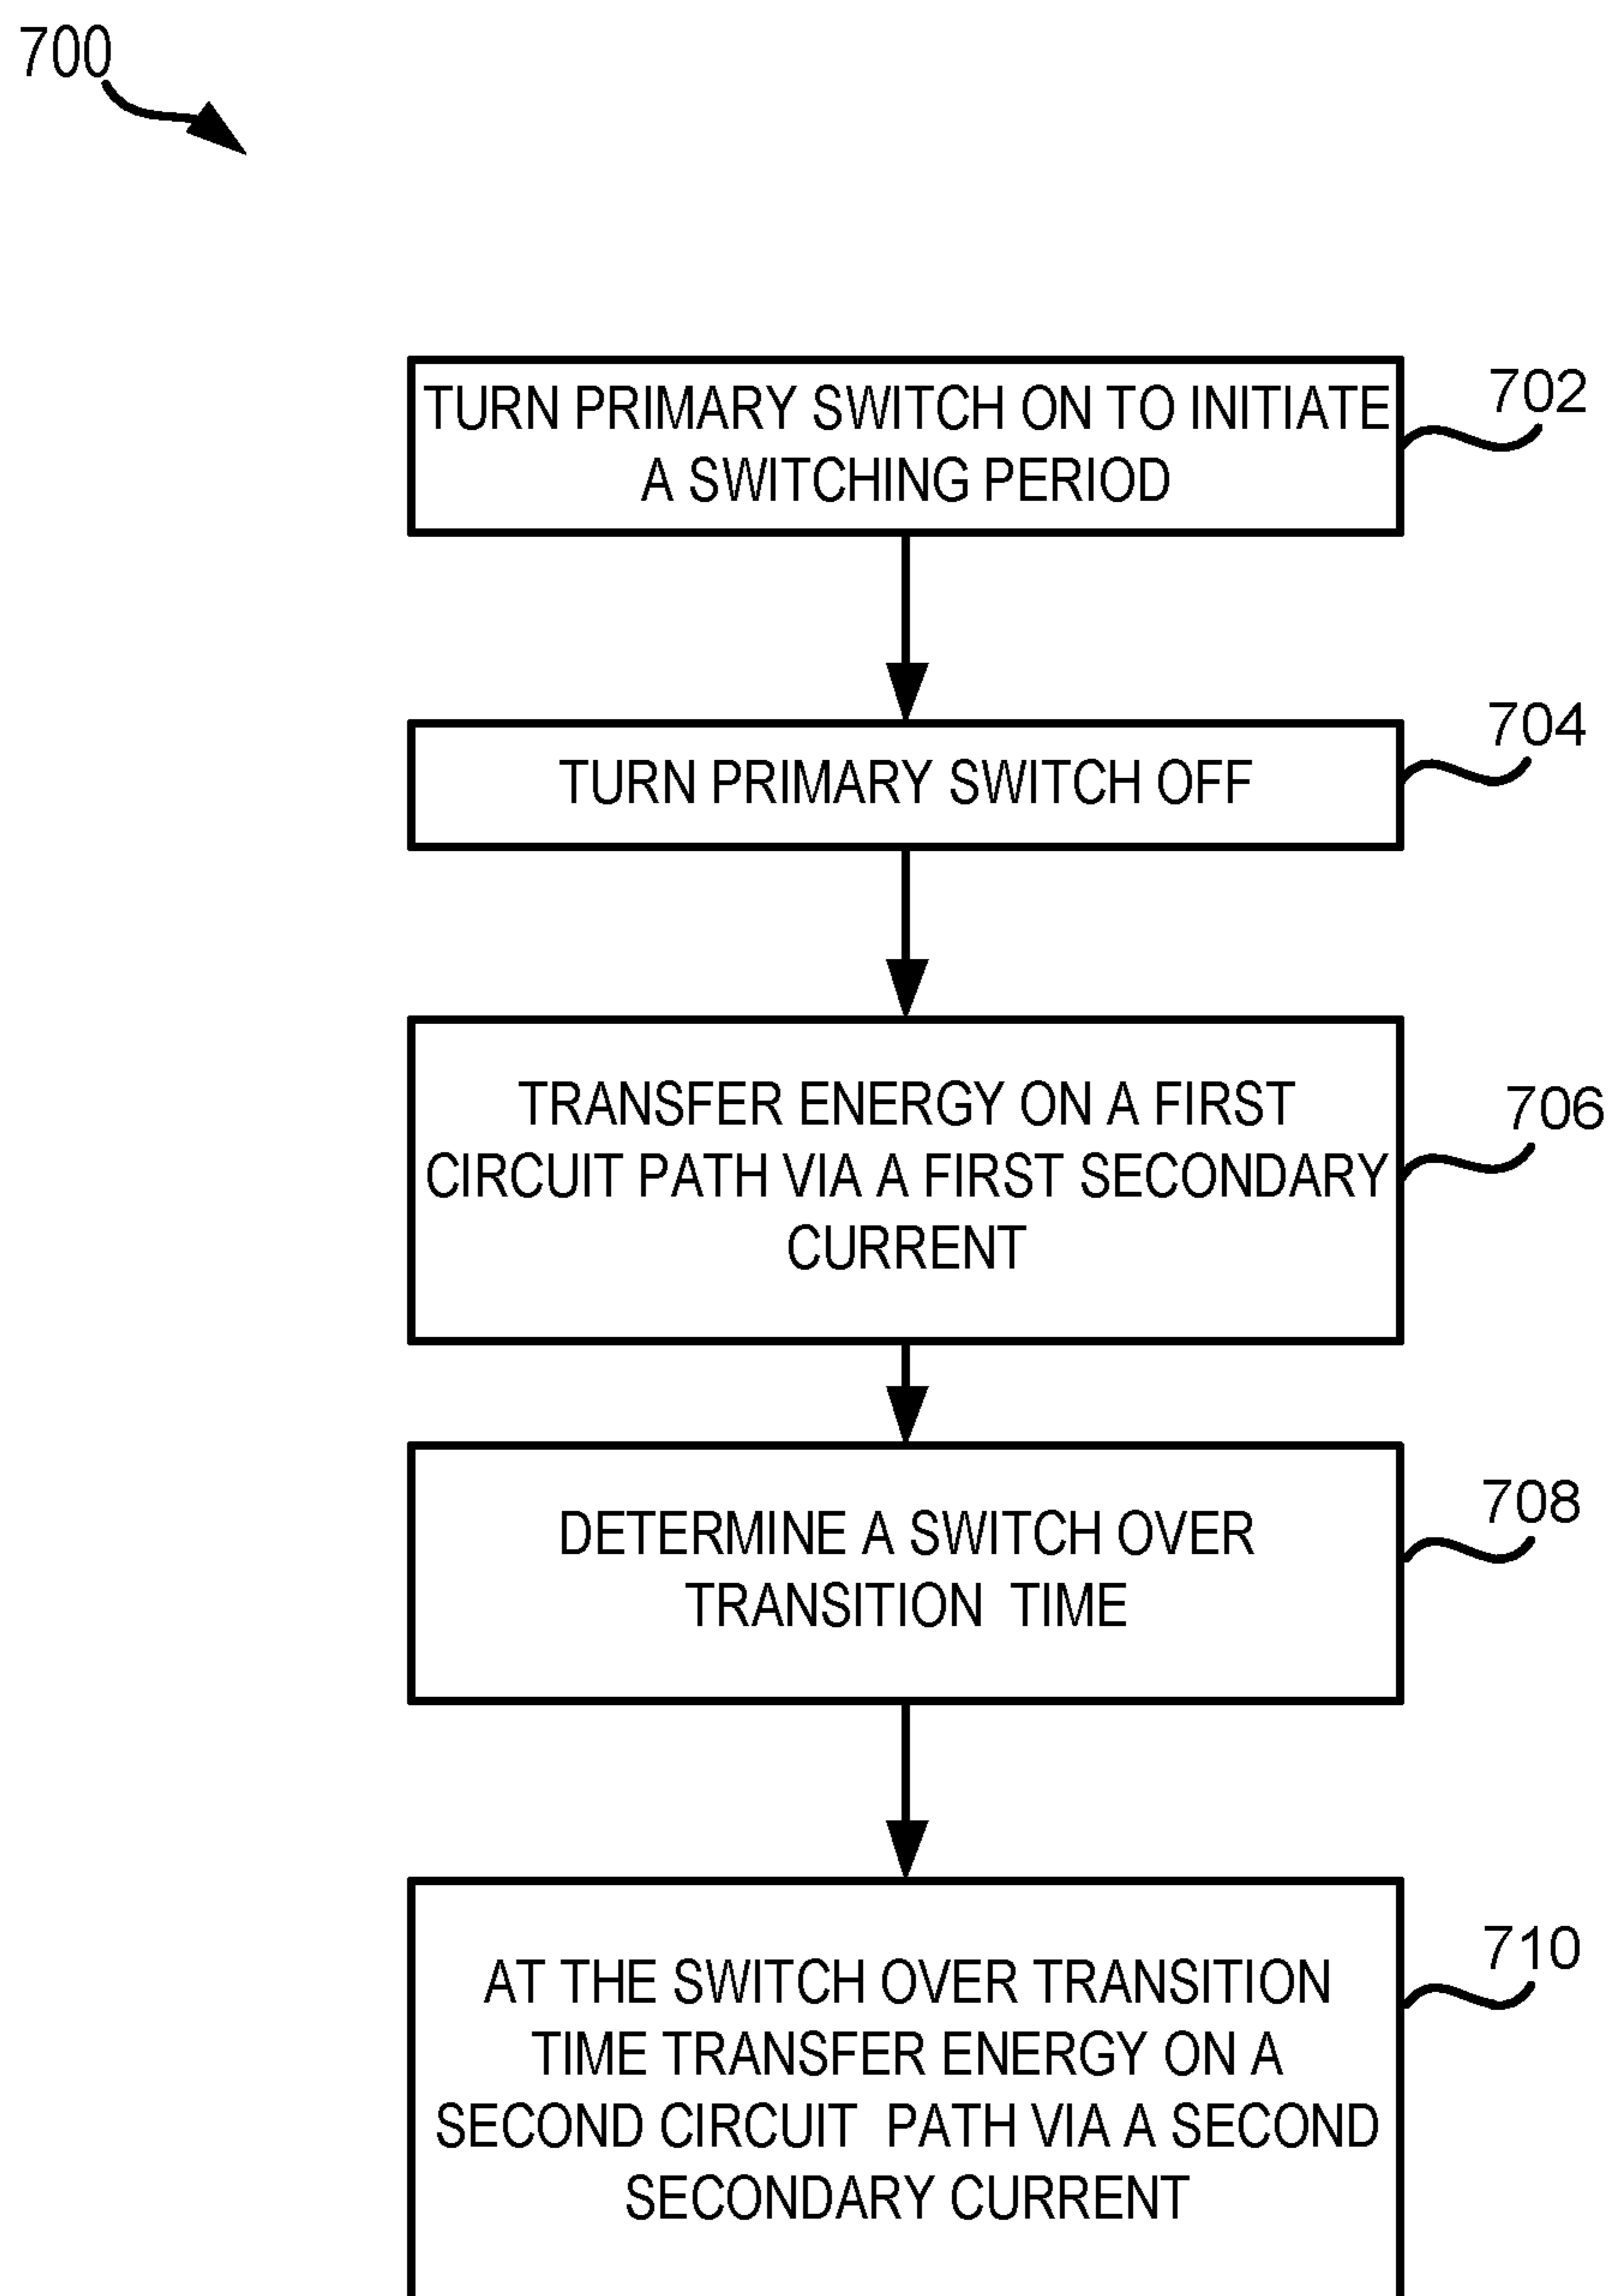 700
TURN PRIMARY SWITCH ON TO INITIATE
A SWITCHING PERIOD
702
TURN PRIMARY SWITCH OFF
704
TRANSFER ENERGY ON A FIRST
CIRCUIT PATH VIA A FIRST SECONDARY
CURRENT
706
DETERMINE A SWITCH OVER
TRANSITION TIME
708
AT THE SWITCH OVER TRANSITION
TIME TRANSFER ENERGY ON A
SECOND CIRCUIT PATH VIA A SECOND
SECONDARY CURRENT
710